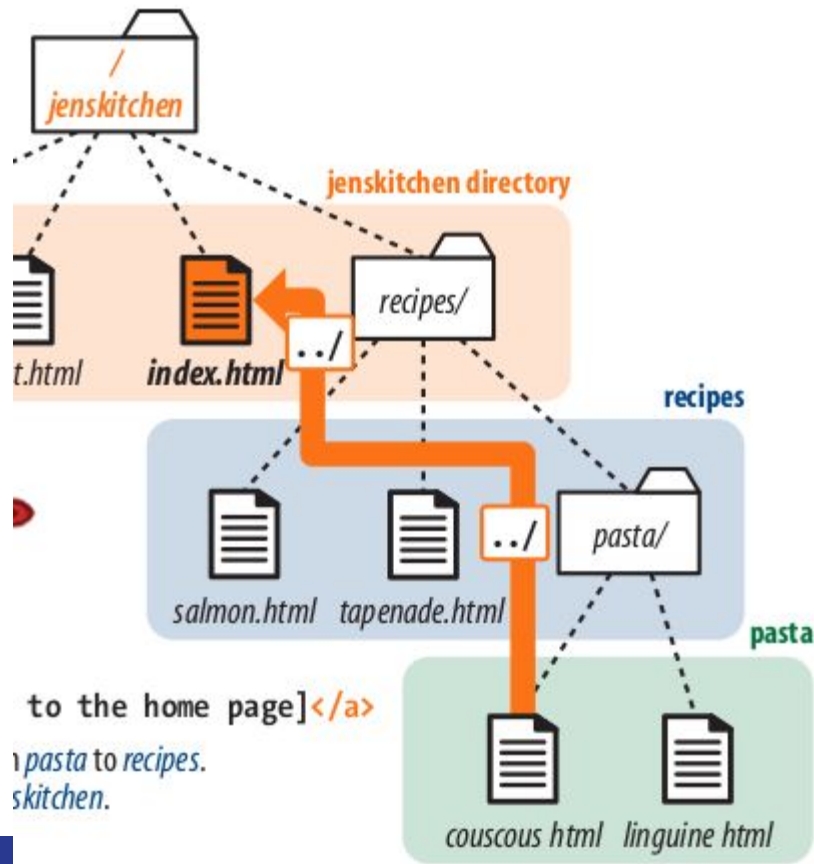 /
jenskitchen
jenskitchen directory
recipes/
../
t.html
index.html
recipes
../
pasta/
salmon.html
tapenade.html
pasta
to the home page]</a>
pasta to recipes.
skitchen.
couscous html
linguine html